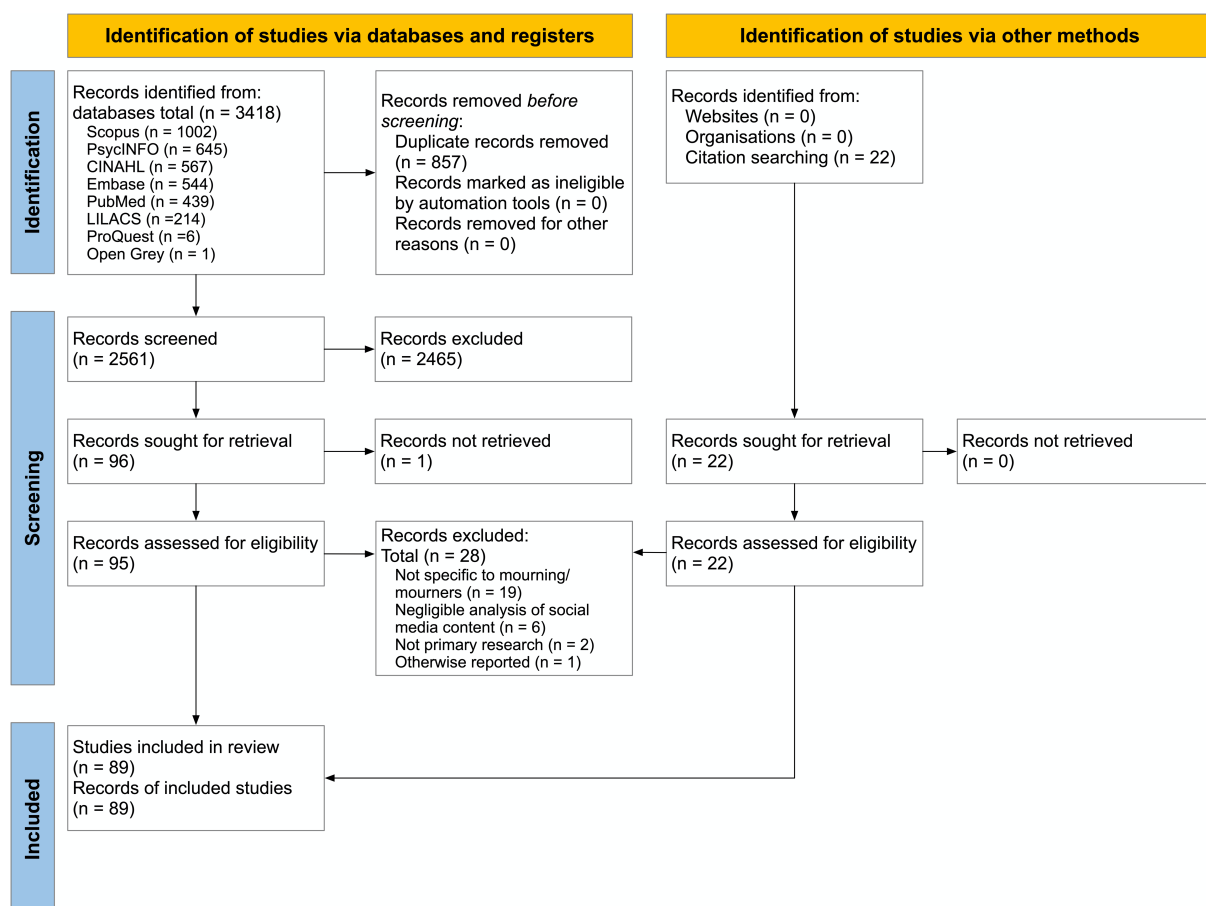 Identification of studies via databases and registers
Identification of studies via other methods
Identification
Records identified from:
databases total (n = 3418)
Scopus (n = 1002)
PsycINFO (n = 645)
CINAHL (n = 567)
Embase (n = 544)
PubMed (n = 439)
LILACS (n =214)
ProQuest (n =6)
Open Grey (n = 1)
Records removed before
screening:
Duplicate records removed
(n = 857)
Records marked as ineligible
by automation tools (n = 0)
Records removed for other
reasons (n = 0)
Records identified from:
Websites (n = 0)
Organisations (n = 0)
Citation searching (n = 22)
Screening
Records screened
(n = 2561)
Records excluded
(n = 2465)
Records sought for retrieval
(n = 96)
Records not retrieved
(n = 1)
Records sought for retrieval
(n = 22)
Records not retrieved
(n = 0)
Records assessed for eligibility
(n = 95)
Records excluded:
Total (n = 28)
Not specific to mourning/
mourners (n = 19)
Negligible analysis of social
media content (n = 6)
Not primary research (n = 2)
Otherwise reported (n = 1)
Records assessed for eligibility
(n = 22)
Included
Studies included in review
(n = 89)
Records of included studies
(n = 89)